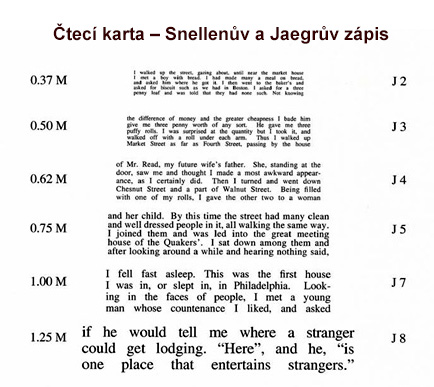 Čtecí karta – Snellenův a Jaegrův zápis
0.37 M
I walked up the street, gazing about, until near the market house
I met a boy with bread. I had made many a meal on bread,
and asking him where he got it, I then went to the baker's and
asked for biscuit such as we had in Boston. I asked for a three
penny loaf and was told that they had none such. Not knowing
J 2
0.50 M
the difference of money and the greater cheapness I bade him
give me three penny worth of any sort. He gave me three
puffy rolls. I was surprised at the quantity but I took it, and
walked off with a roll under each arm. Thus I walked up
Market Street as far as Fourth Street, passing by the house
J 3
0.62 M
of Mr. Read, my future wife's father. She, standing at the
door, saw me and thought I made a most awkward appear-
ance, as I certainly did. Then I turned and went down
Chesnut Street and a part of Walnut Street. Being filled
with one of my rolls, I gave the other two to a woman
J 4
0.75 M
and her child. By this time the street had many clean
and well dressed people in it, all walking the same way.
I joined them and was led into the great meeting
house of the Quakers'. I sat down among them and
after looking around a while and hearing nothing said,
J 5
1.00 M
I fell fast asleep. This was the first house
I was in, or slept in, in Philadelphia. Look-
ing in the faces of people, I met a young
man whose countenance I liked, and asked
J 7
1.25 M
if he would tell me where a stranger
could get lodging. “Here”, and he, “is
one place that entertains strangers.”
J 8